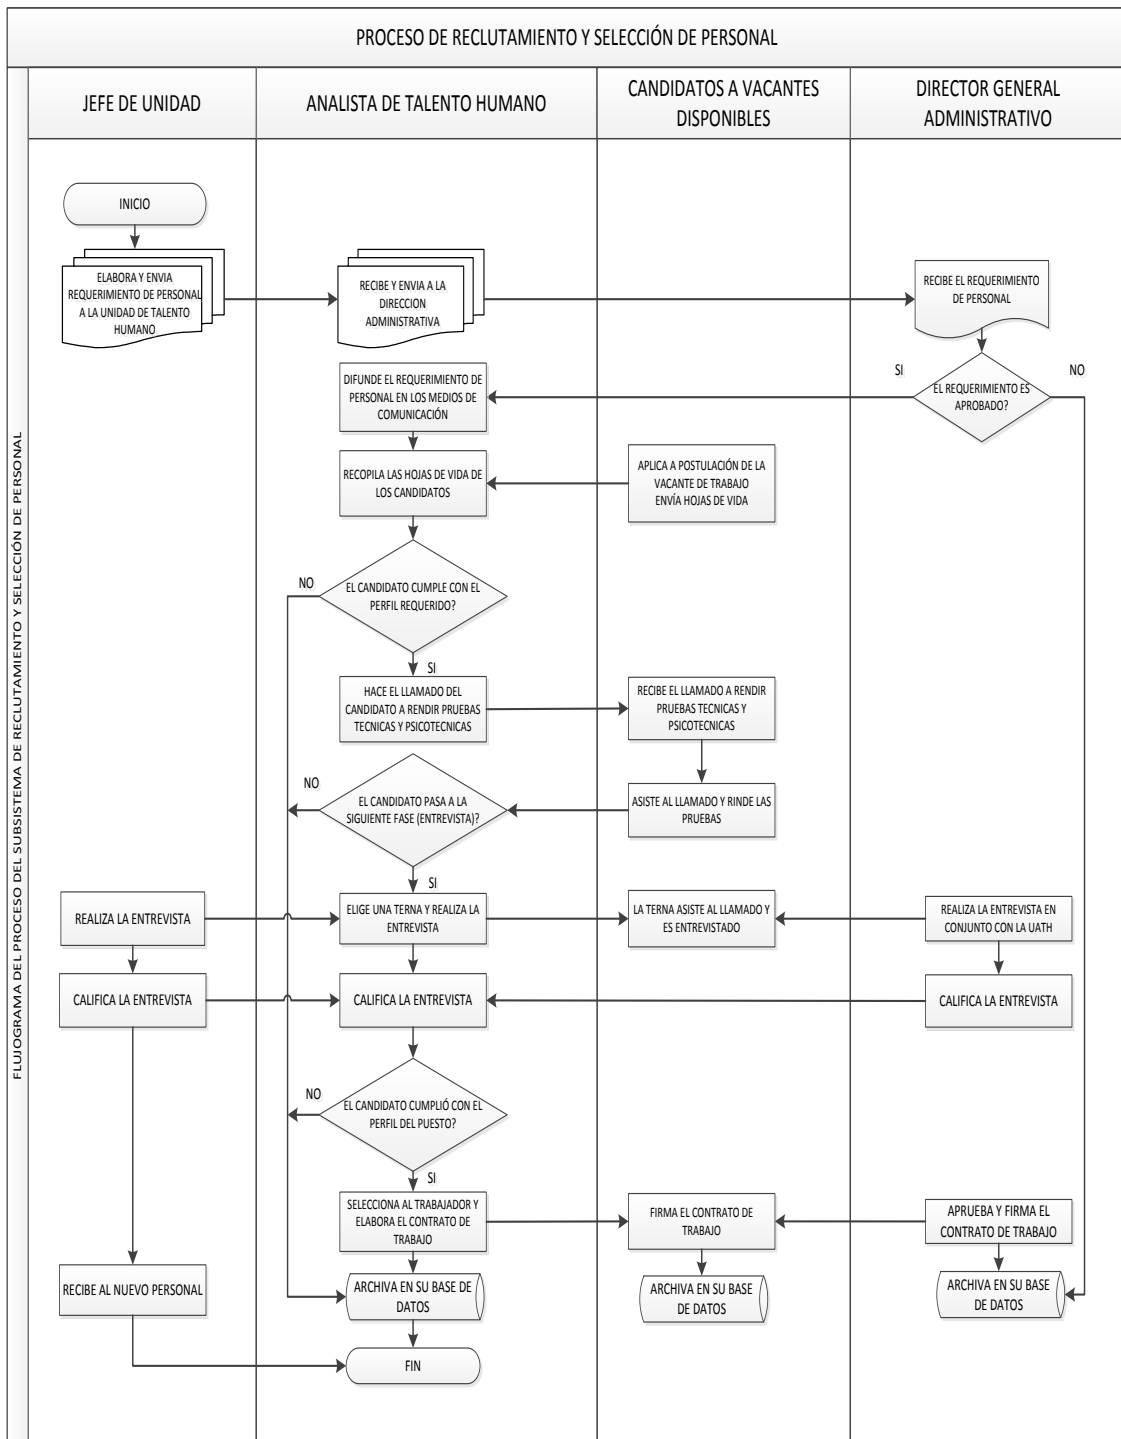 PROCESO DE RECLUTAMIENTO Y SELECCIÓN DE PERSONAL
FLUJOGRAMA DEL PROCESO DEL SUBSISTEMA DE RECLUTAMIENTO Y SELECCIÓN DE PERSONAL
JEFE DE UNIDAD
ANALISTA DE TALENTO HUMANO
CANDIDATOS A VACANTES
DISPONIBLES
DIRECTOR GENERAL
ADMINISTRATIVO
INICIO
ELABORA Y ENVIA
REQUERIMIENTO DE PERSONAL
A LA UNIDAD DE TALENTO
HUMANO
RECIBE Y ENVIA A LA
DIRECCION
ADMINISTRATIVA
RECIBE EL REQUERIMIENTO
DE PERSONAL
SI
NO
EL REQUERIMIENTO ES
APROBADO?
DIFUNDE EL REQUERIMIENTO DE
PERSONAL EN LOS MEDIOS DE
COMUNICACIÓN
RECOPILA LAS HOJAS DE VIDA DE
LOS CANDIDATOS
APLICA A POSTULACIÓN DE LA
VACANTE DE TRABAJO
ENVÍA HOJAS DE VIDA
NO
EL CANDIDATO CUMPLE CON EL
PERFIL REQUERIDO?
SI
HACE EL LLAMADO DEL
CANDIDATO A RENDIR PRUEBAS
TECNICAS Y PSICOTECNICAS
RECIBE EL LLAMADO A RENDIR
PRUEBAS TECNICAS Y
PSICOTECNICAS
NO
EL CANDIDATO PASA A LA
SIGUIENTE FASE (ENTREVISTA)?
ASISTE AL LLAMADO Y RINDE LAS
PRUEBAS
SI
REALIZA LA ENTREVISTA
ELIGE UNA TERNA Y REALIZA LA
ENTREVISTA
LA TERNA ASISTE AL LLAMADO Y
ES ENTREVISTADO
REALIZA LA ENTREVISTA EN
CONJUNTO CON LA UATH
CALIFICA LA ENTREVISTA
CALIFICA LA ENTREVISTA
CALIFICA LA ENTREVISTA
NO
EL CANDIDATO CUMPLIÓ CON EL
PERFIL DEL PUESTO?
SI
SELECCIONA AL TRABAJADOR Y
ELABORA EL CONTRATO DE
TRABAJO
FIRMA EL CONTRATO DE
TRABAJO
APRUEBA Y FIRMA EL
CONTRATO DE TRABAJO
RECIBE AL NUEVO PERSONAL
ARCHIVA EN SU BASE DE
DATOS
ARCHIVA EN SU BASE
DE DATOS
ARCHIVA EN SU BASE
DE DATOS
FIN